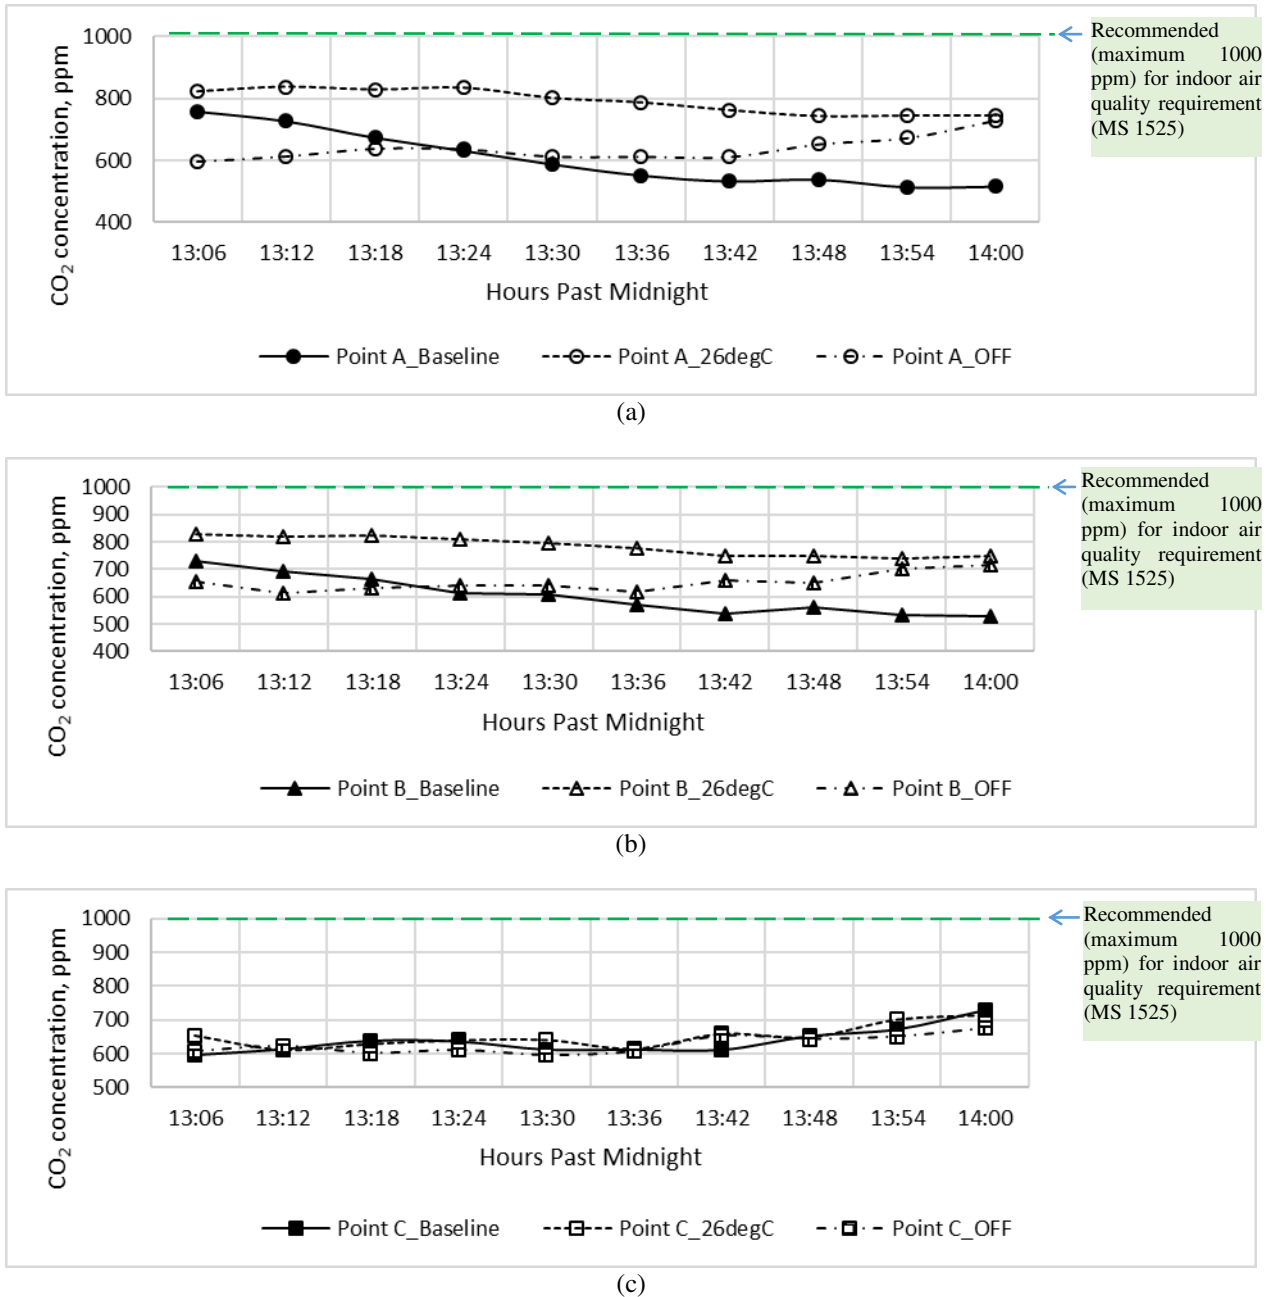 1000
800
600
400
CO2 concentration, ppm
13:06 13:12 13:18 13:24 13:30 13:36 13:42 13:48 13:54 14:00
Hours Past Midnight
Point A_Baseline Point A_26degC Point A_OFF
Recommended
(maximum 1000
ppm) for indoor air
quality requirement
(MS 1525)
(a)
1000
900
800
700
600
500
400
CO2 concentration, ppm
13:06 13:12 13:18 13:24 13:30 13:36 13:42 13:48 13:54 14:00
Hours Past Midnight
Point B_Baseline Point B_26degC Point B_OFF
Recommended
(maximum 1000
ppm) for indoor air
quality requirement
(MS 1525)
(b)
1000
900
800
700
600
500
CO2 concentration, ppm
13:06 13:12 13:18 13:24 13:30 13:36 13:42 13:48 13:54 14:00
Hours Past Midnight
Point C_Baseline Point C_26degC Point C_OFF
Recommended
(maximum 1000
ppm) for indoor air
quality requirement
(MS 1525)
(c)